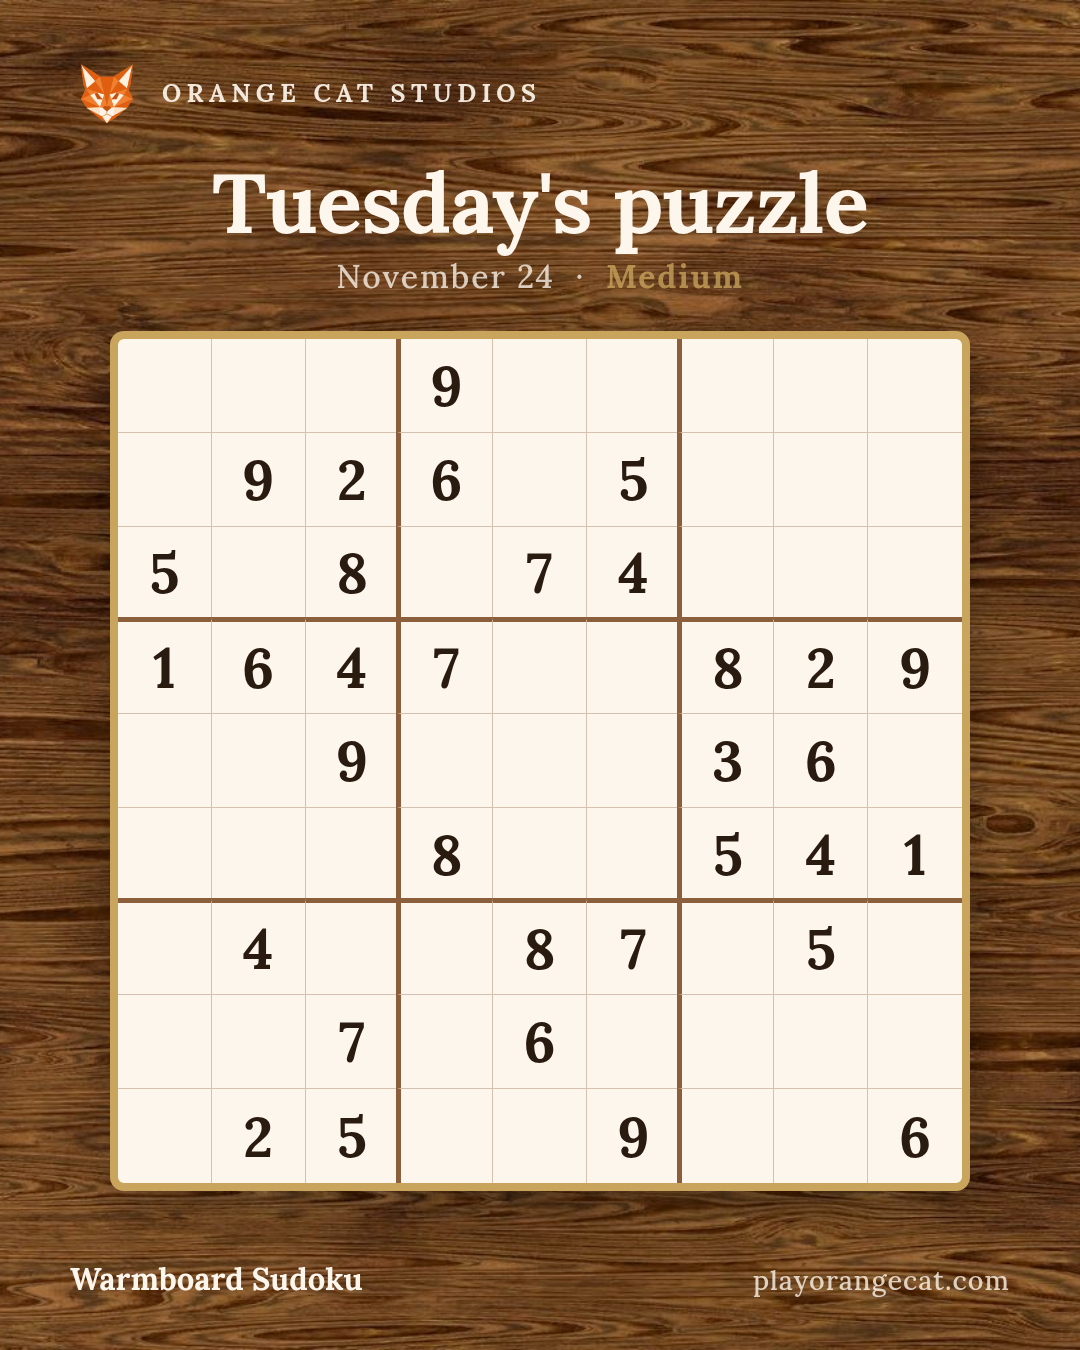 ORANGE CAT STUDIOS
Tuesday's puzzle
November 24 · Medium
9
9 2 6 5
5 8 7 4
1 6 4 7 8 2 9
9 3 6
8 5 4 1
4 8 7 5
7 6
2 5 9 6
Warmboard Sudoku
playorangecat.com